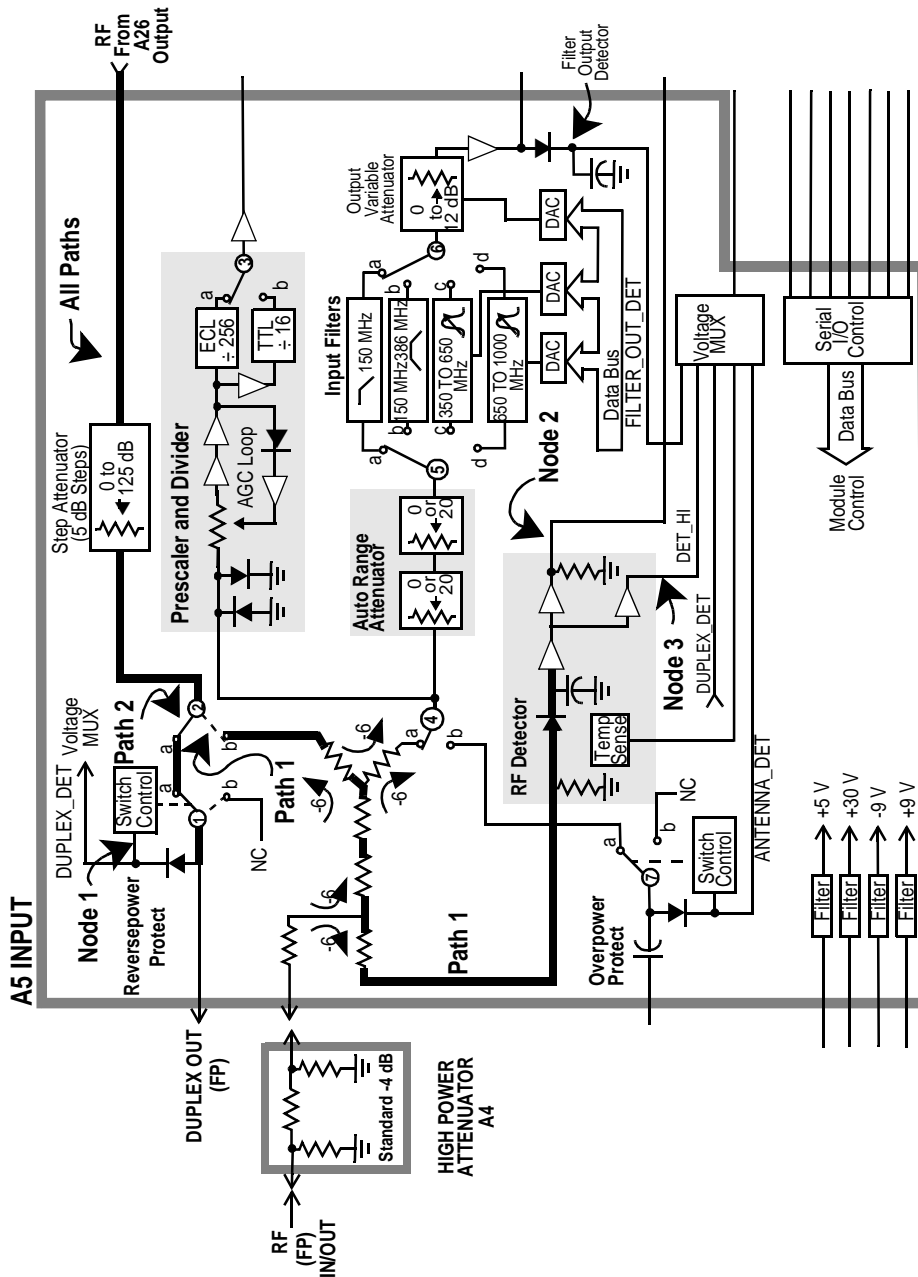 A5 INPUT
RF
From
A26
Output
All Paths
Step Attenuator
(5 dB Steps)
0 to
125 dB
DUPLEX_DET
Voltage
MUX
Switch
Control
Node 1
Reversepower
Protect
Path 2
a
a
2
1
b
b
NC
Path 1
DUPLEX OUT
(FP)
Prescaler and Divider
AGC Loop
ECL
÷ 256
TTL
÷ 16
a
b
3
-6
-6
-6
-6
-6
4
a
b
Auto Range
Attenuator
0
or
20
0
or
20
5
a
b
c
d
Input Filters
150 MHz
150 MHz386 MHz
350 TO 650
MHz
650 TO 1000
MHz
a
b
c
d
6
Output
Variable
Attenuator
0
to
12 dB
Filter
Output
Detector
DAC
DAC
DAC
Data Bus
FILTER_OUT_DET
Node 2
RF Detector
Temp
Sense
DET_HI
Node 3
DUPLEX_DET
Voltage
MUX
Path 1
Overpower
Protect
a
b
7
NC
Switch
Control
ANTENNA_DET
Serial
I/O
Control
Data Bus
Module
Control
Filter
+5 V
Filter
+30 V
Filter
-9 V
Filter
+9 V
Standard -4 dB
HIGH POWER
ATTENUATOR
A4
RF
(FP)
IN/OUT